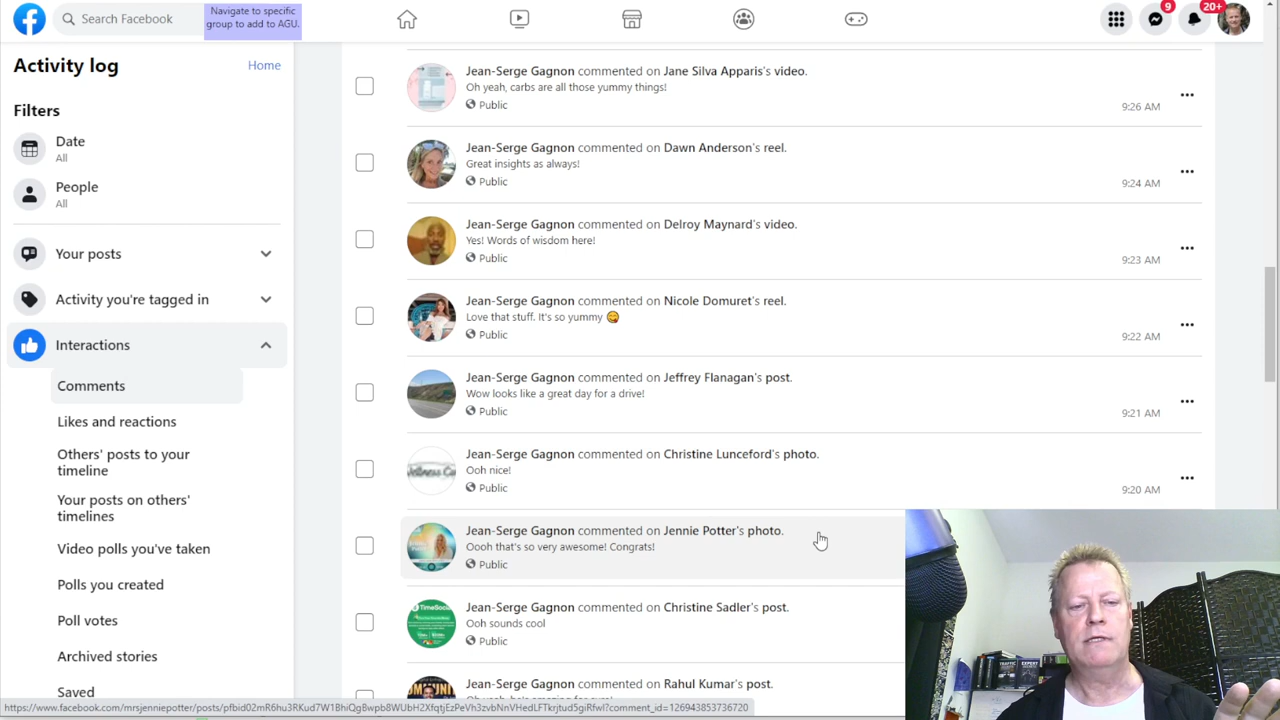 Search Facebook
Navigate to specific
group to add to AGU.
9
20+
Activity log
Home
Filters
Date
All
People
All
Your posts
Activity you're tagged in
Interactions
Comments
Likes and reactions
Others' posts to your
timeline
Your posts on others'
timelines
Video polls you've taken
Polls you created
Poll votes
Archived stories
Saved
Jean-Serge Gagnon commented on Jane Silva Apparis's video.
Oh yeah, carbs are all those yummy things!
Public
9:26 AM
Jean-Serge Gagnon commented on Dawn Anderson's reel.
Great insights as always!
Public
9:24 AM
Jean-Serge Gagnon commented on Delroy Maynard's video.
Yes! Words of wisdom here!
Public
9:23 AM
Jean-Serge Gagnon commented on Nicole Domuret's reel.
Love that stuff. It's so yummy 😋
Public
9:22 AM
Jean-Serge Gagnon commented on Jeffrey Flanagan's post.
Wow looks like a great day for a drive!
Public
9:21 AM
Jean-Serge Gagnon commented on Christine Lunceford's photo.
Ooh nice!
Public
9:20 AM
Jean-Serge Gagnon commented on Jennie Potter's photo.
Oooh that's so very awesome! Congrats!
Public
TimeSocial
Jean-Serge Gagnon commented on Christine Sadler's post.
Ooh sounds cool
Public
Jean-Serge Gagnon commented on Rahul Kumar's post.
TRAFFIC
EXPERT